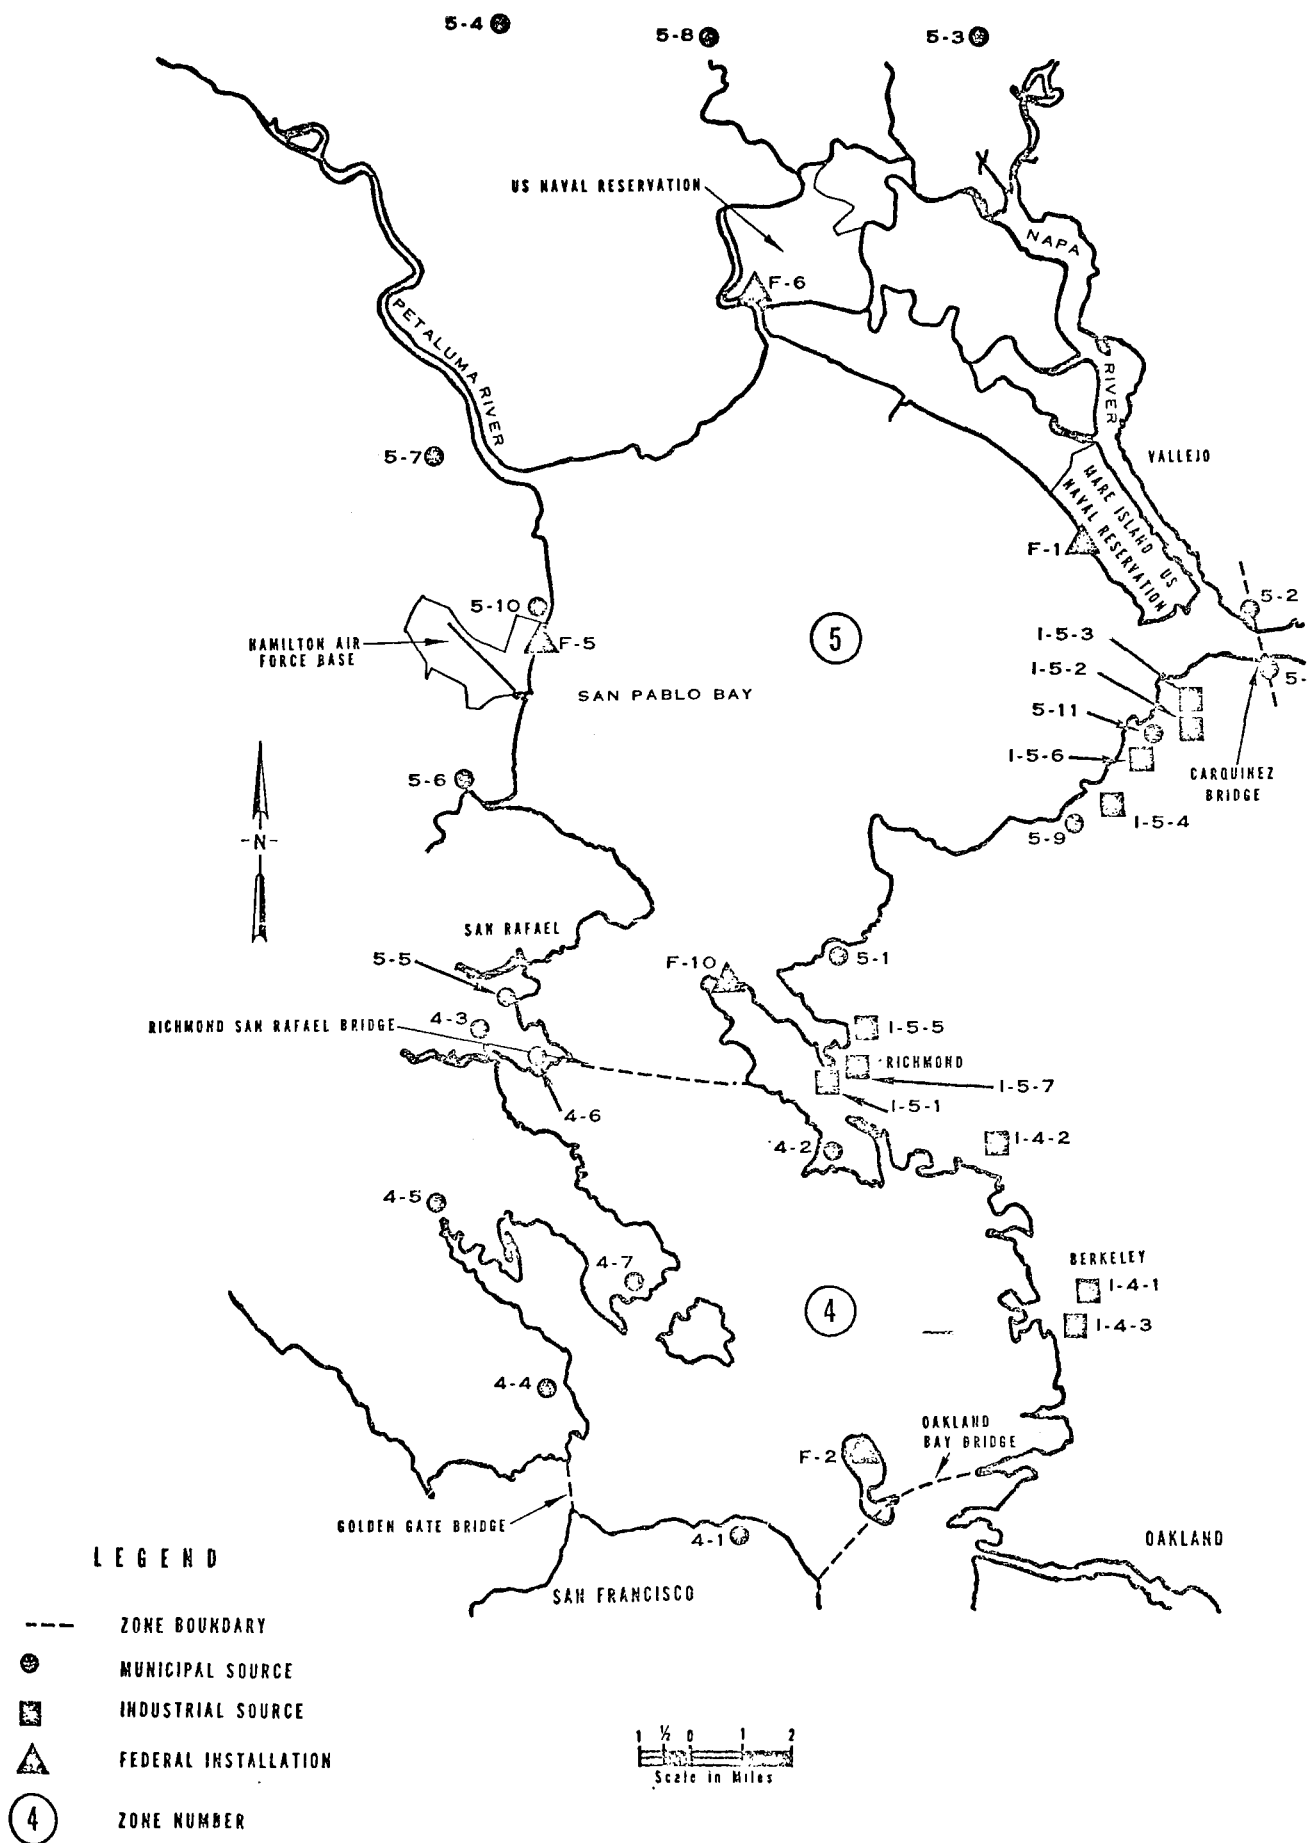 5-4
5-8
5-3
US NAVAL RESERVATION
NAPA
F-6
PETALUMA RIVER
RIVER
5-7
VALLEJO
MARE ISLAND US
NAVAL RESERVATION
F-1
5-2
5-10
5
I-5-3
HAMILTON AIR
FORCE BASE
F-5
I-5-2
5-
SAN PABLO BAY
5-11
I-5-6
5-6
CARQUINEZ
BRIDGE
I-5-4
-N-
5-9
SAN RAFAEL
5-5
F-10
5-1
4-3
I-5-5
RICHMOND SAN RAFAEL BRIDGE
RICHMOND
I-5-7
I-5-1
4-6
4-2
I-4-2
4-5
4-7
BERKELEY
I-4-1
4
I-4-3
4-4
OAKLAND
BAY BRIDGE
F-2
GOLDEN GATE BRIDGE
4-1
OAKLAND
SAN FRANCISCO
LEGEND
ZONE BOUNDARY
MUNICIPAL SOURCE
INDUSTRIAL SOURCE
FEDERAL INSTALLATION
4 ZONE NUMBER
1 ½ 0 1 2
Scale in Miles